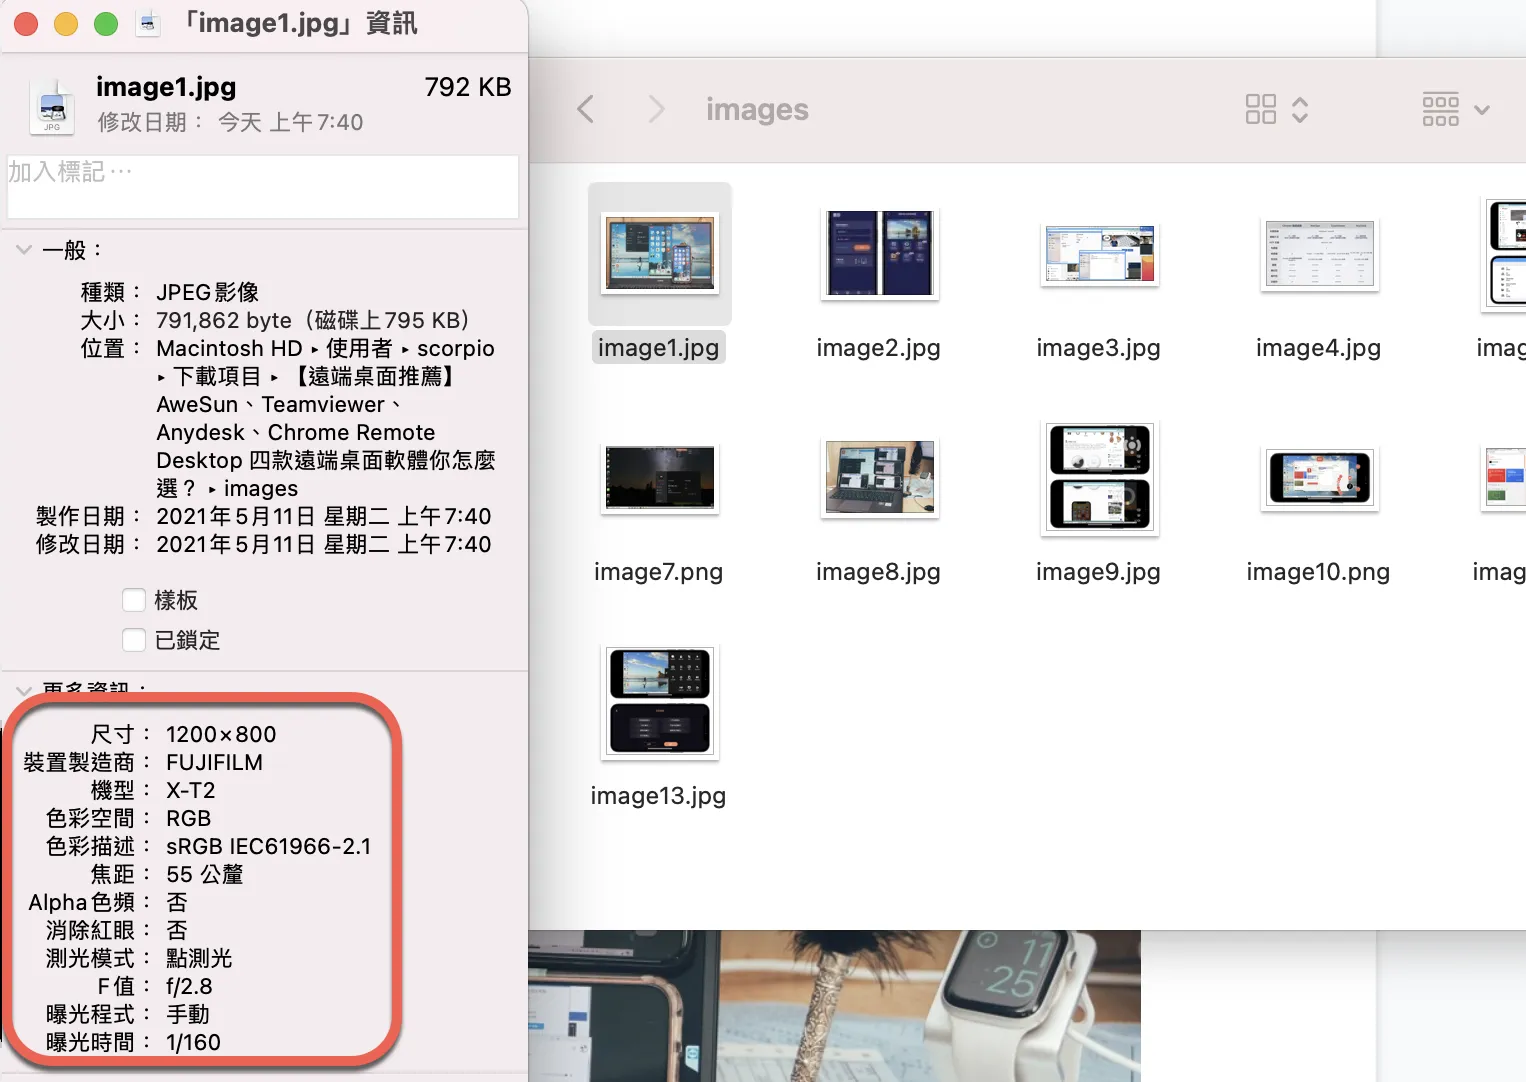 「image1.jpg」資訊
image1.jpg 792 KB
修改日期： 今天 上午7:40
加入標記⋯
一般：
種類： JPEG影像
大小： 791,862 byte（磁碟上795 KB）
位置： Macintosh HD ▸ 使用者 ▸ scorpio
▸ 下載項目 ▸ 【遠端桌面推薦】
AweSun、Teamviewer、
Anydesk、Chrome Remote
Desktop 四款遠端桌面軟體你怎麼
選？ ▸ images
製作日期： 2021年5月11日 星期二 上午7:40
修改日期： 2021年5月11日 星期二 上午7:40
樣板
已鎖定
更多資訊：
尺寸： 1200×800
裝置製造商： FUJIFILM
機型： X-T2
色彩空間： RGB
色彩描述： sRGB IEC61966-2.1
焦距： 55 公釐
Alpha色頻： 否
消除紅眼： 否
測光模式： 點測光
F值： f/2.8
曝光程式： 手動
曝光時間： 1/160
images
image1.jpg
image2.jpg
image3.jpg
image4.jpg
imag
image7.png
image8.jpg
image9.jpg
image10.png
imag
image13.jpg
JPG
11
25